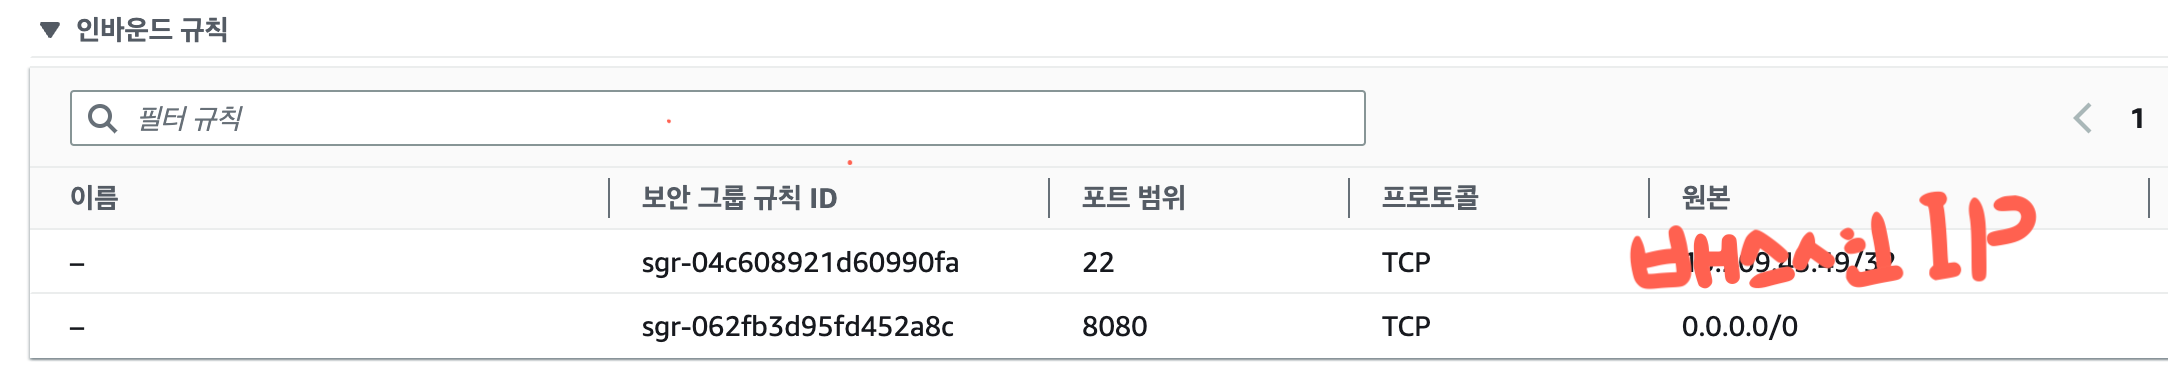 인바운드 규칙
필터 규칙
1
이름 보안 그룹 규칙 ID 포트 범위 프로토콜 원본
– sgr-04c608921d60990fa 22 TCP 배스천 IP
– sgr-062fb3d95fd452a8c 8080 TCP 0.0.0.0/0